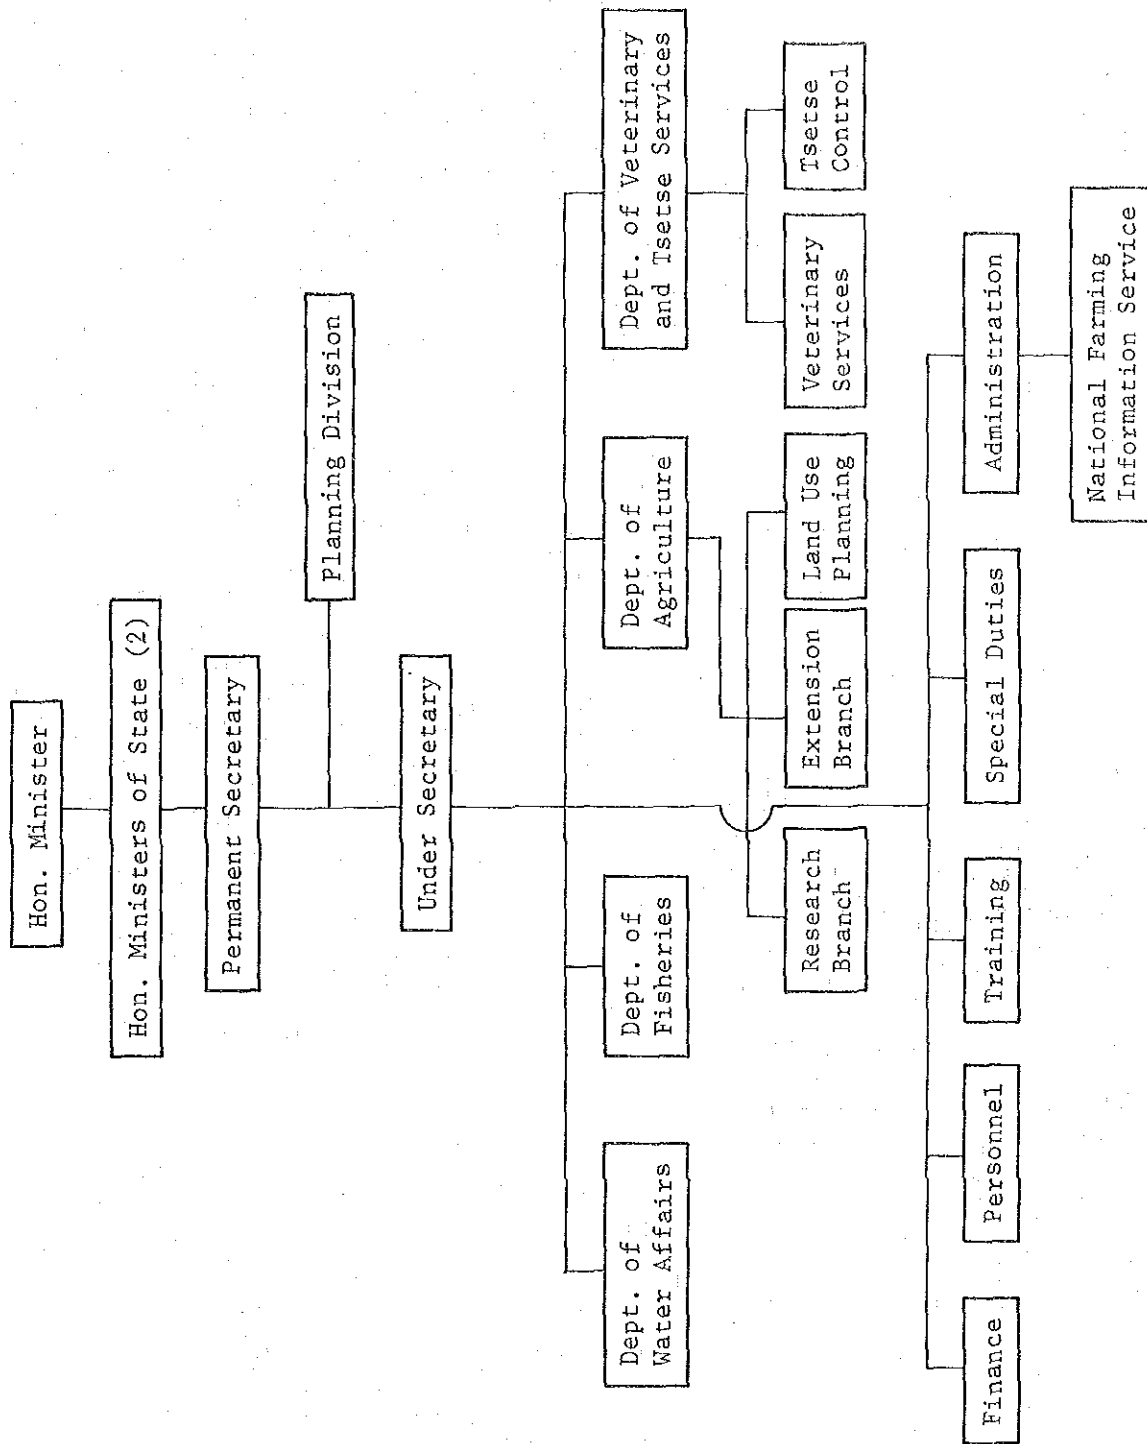 Hon. Minister
Hon. Ministers of State (2)
Permanent Secretary
Planning Division
Under Secretary
Dept. of
Water Affairs
Dept. of
Fisheries
Dept. of
Agriculture
Dept. of Veterinary
and Tsetse Services
Research
Branch
Extension
Branch
Land Use
Planning
Veterinary
Services
Tsetse
Control
Finance
Personnel
Training
Special Duties
Administration
National Farming
Information Service